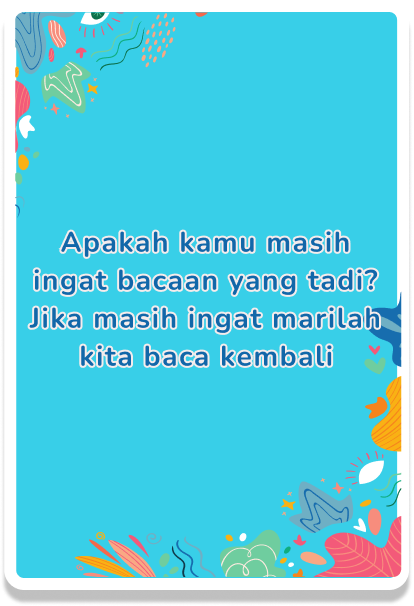 Apakah kamu masih
ingat bacaan yang tadi?
Jika masih ingat marilah
kita baca kembali